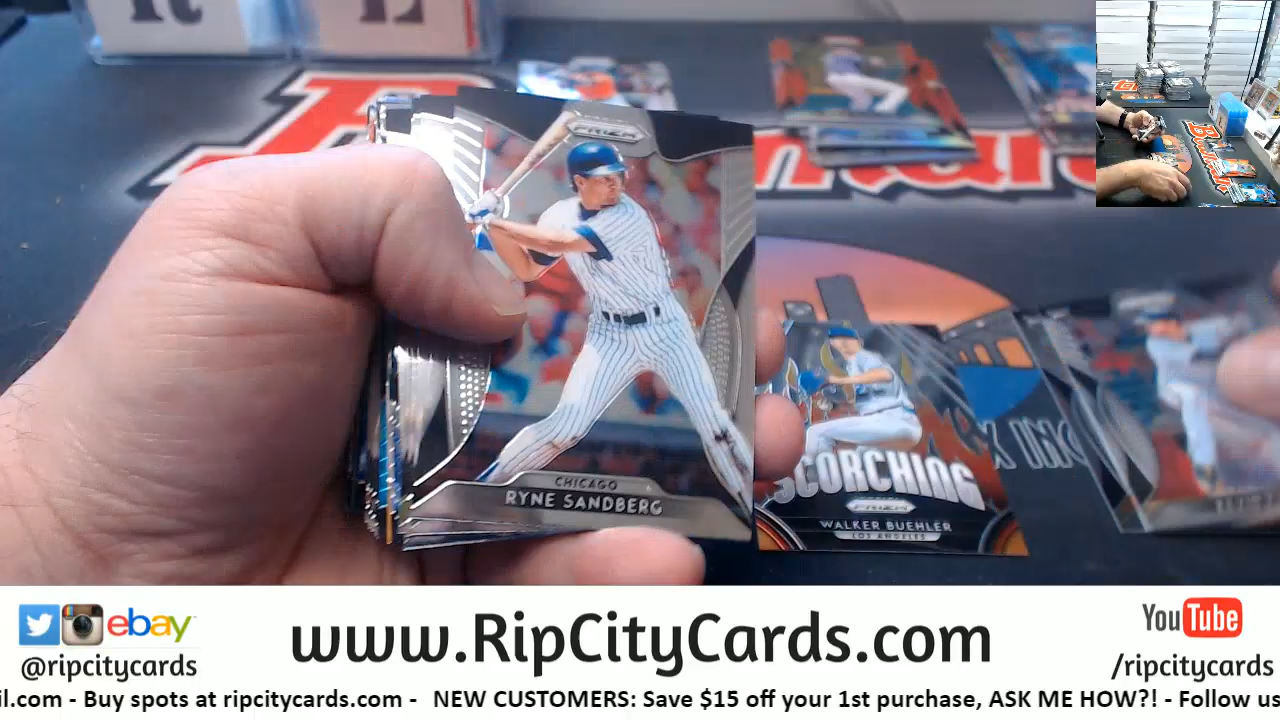 PRIZM
CHICAGO
RYNE SANDBERG
SCORCHING
PRIZM
WALKER BUEHLER
LOS ANGELES
X INC
ebay
@ripcitycards
www.RipCityCards.com
YouTube
/ripcitycards
il.com - Buy spots at ripcitycards.com - NEW CUSTOMERS: Save $15 off your 1st purchase, ASK ME HOW?! - Follow us